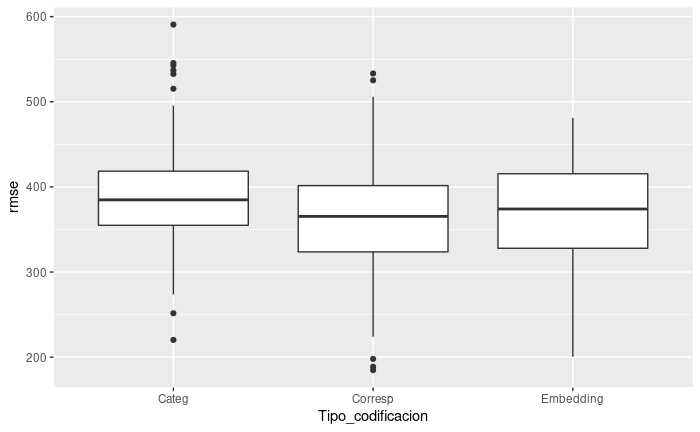 600
500
400
300
200
rmse
Categ
Corresp
Embedding
Tipo_codificacion